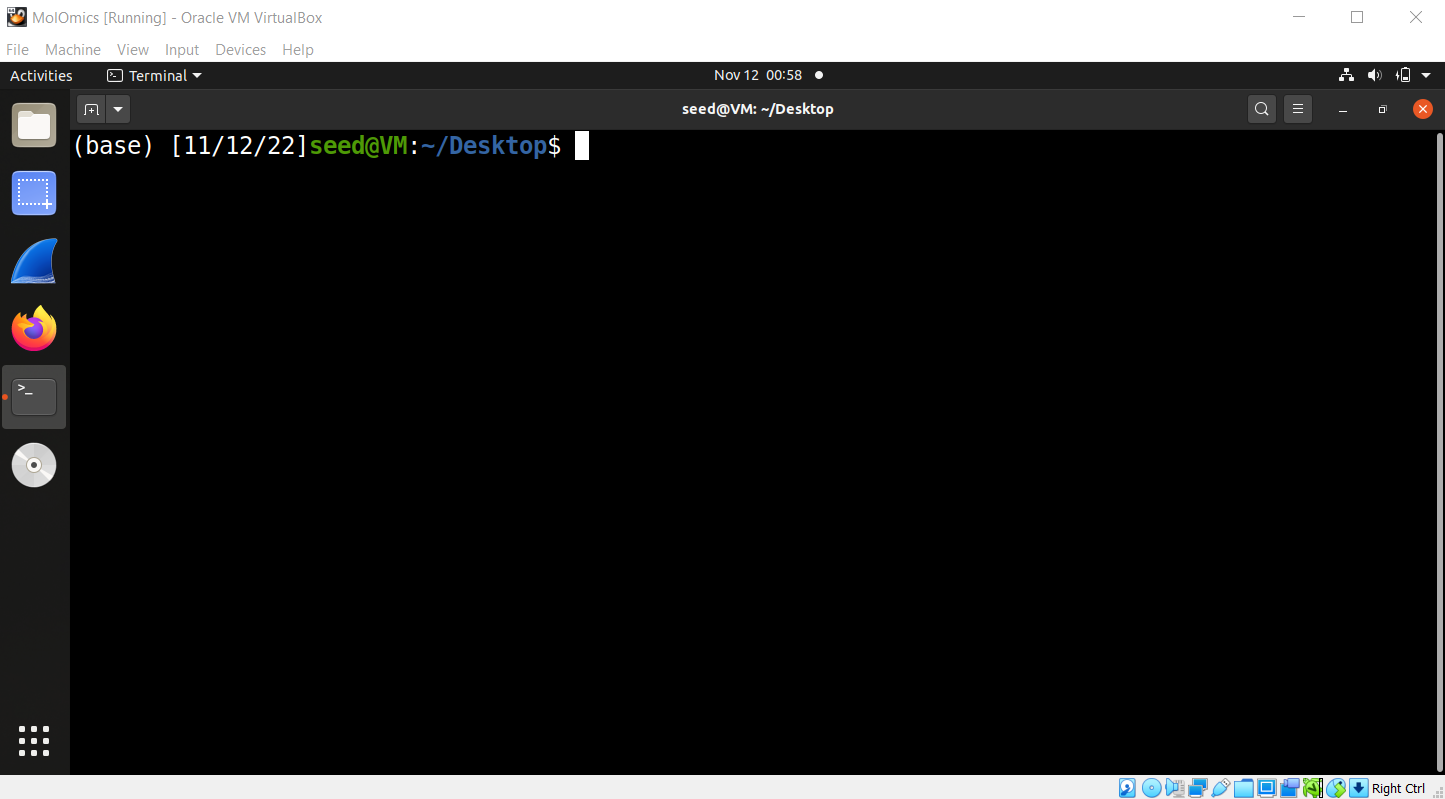 MolOmics [Running] - Oracle VM VirtualBox
File Machine View Input Devices Help
Activities Terminal Nov 12 00:58
seed@VM: ~/Desktop
(base) [11/12/22]seed@VM:~/Desktop$
>_
Right Ctrl